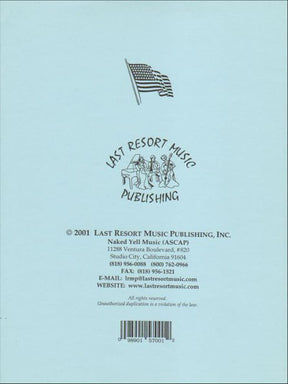 LAST RESORT MUSIC
PUBLISHING
© 2001 LAST RESORT MUSIC PUBLISHING, INC.
Naked Yell Music (ASCAP)
11288 Ventura Boulevard, #820
Studio City, California 91604
(818) 956-0088 (800) 762-0966
FAX: (818) 956-1521
E-MAIL: lrmp@lastresortmusic.com
WEBSITE: www.lastresortmusic.com
All rights reserved.
Unauthorized duplication is a violation of the law.
98901 57001